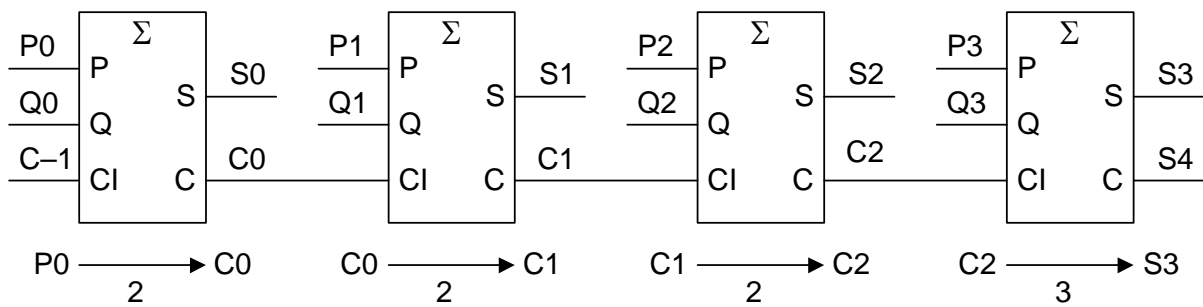 Σ Σ Σ Σ
P0 P1 P2 P3
P P P P
S0 S1 S2 S3
Q0 S Q1 S Q2 S Q3 S
Q Q Q Q
C–1 C0 C1 C2 S4
CI C CI C CI C CI C
P0 C0 C0 C1 C1 C2 C2 S3
2 2 2 3